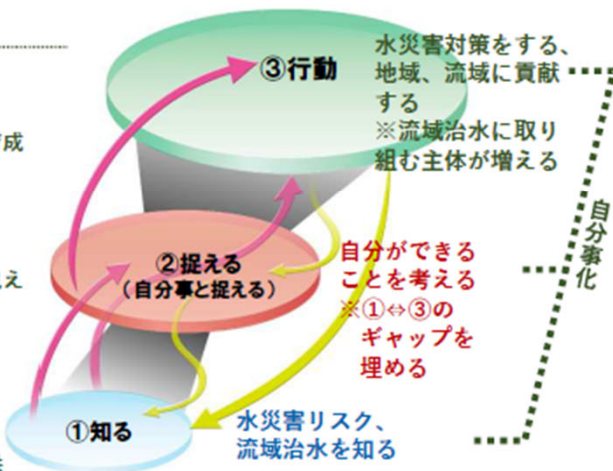 ③行動
水災害対策をする、
地域、流域に貢献
する
※流域治水に取り
組む主体が増える
成
②捉える
（自分事と捉える）
自分ができる
ことを考える
※①⇔③の
ギャップを
埋める
自分事化
え
①知る
水災害リスク、
流域治水を知る